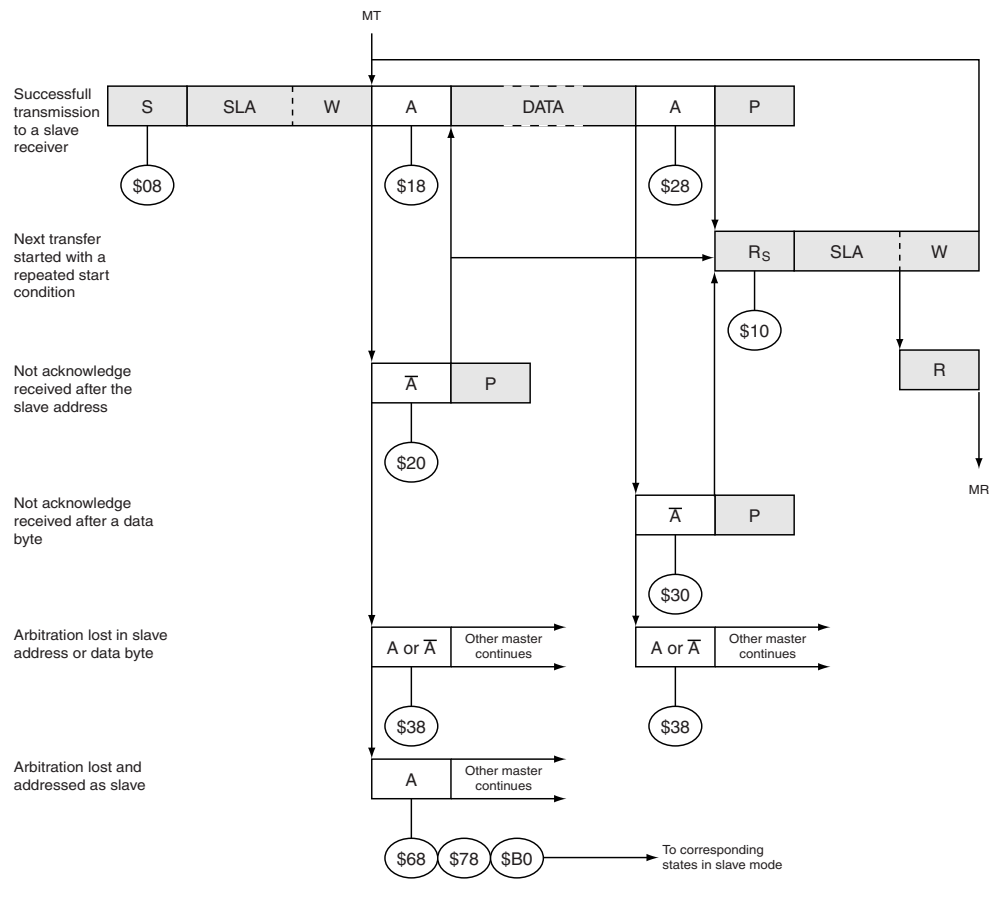 MT
Successfull
transmission
to a slave
receiver
S SLA W A DATA A P
$08 $18 $28
Next transfer
started with a
repeated start
condition
RS SLA W
$10
Not acknowledge
received after the
slave address
A̅ P
R
$20
MR
Not acknowledge
received after a data
byte
A̅ P
$30
Arbitration lost in slave
address or data byte
A or A̅ Other master
continues
A or A̅ Other master
continues
$38 $38
Arbitration lost and
addressed as slave
A Other master
continues
$68 $78 $B0
To corresponding
states in slave mode